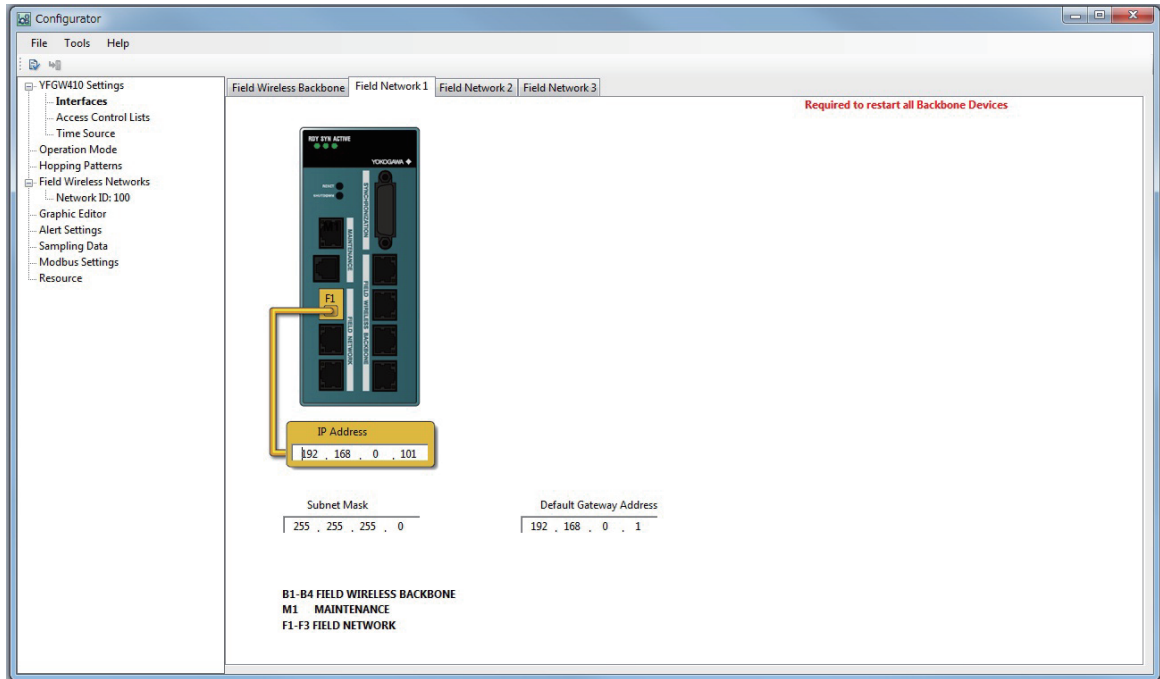 Configurator
File Tools Help
YFGW410 Settings
Interfaces
Access Control Lists
Time Source
Operation Mode
Hopping Patterns
Field Wireless Networks
Network ID: 100
Graphic Editor
Alert Settings
Sampling Data
Modbus Settings
Resource
Field Wireless Backbone Field Network 1 Field Network 2 Field Network 3
Required to restart all Backbone Devices
RDY SYN ACTIVE
YOKOGAWA
RESET
SHUTDOWN
SYNCHRONIZATION
MAINTENANCE
F1
FIELD NETWORK
FIELD WIRELESS BACKBONE
IP Address
192 . 168 . 0 . 101
Subnet Mask
255 . 255 . 255 . 0
Default Gateway Address
192 . 168 . 0 . 1
B1-B4 FIELD WIRELESS BACKBONE
M1 MAINTENANCE
F1-F3 FIELD NETWORK